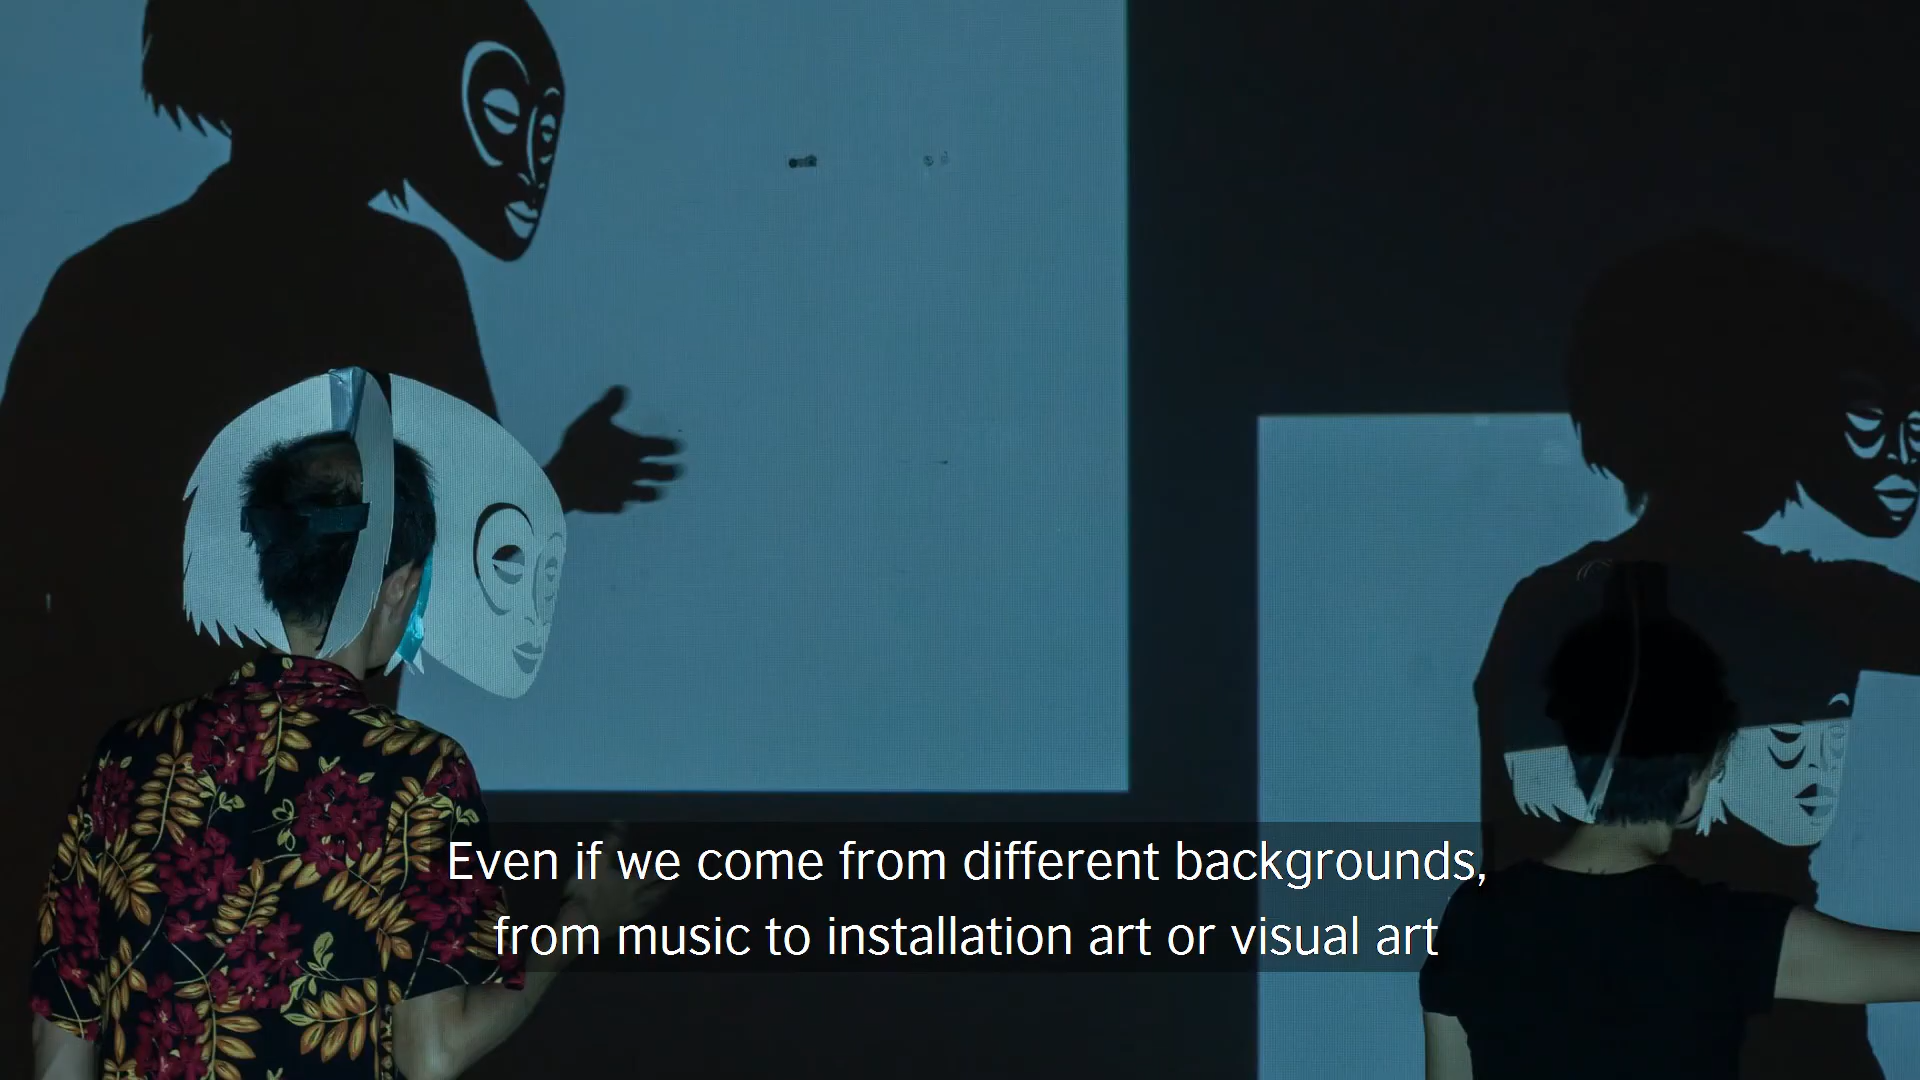 Even if we come from different backgrounds,
from music to installation art or visual art